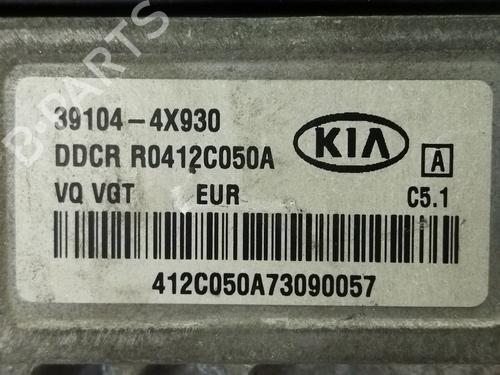 39104-4X930
DDCR R0412C050A
KIA
A
VQ VGT EUR C5.1
412C050A73090057
B-PARTS